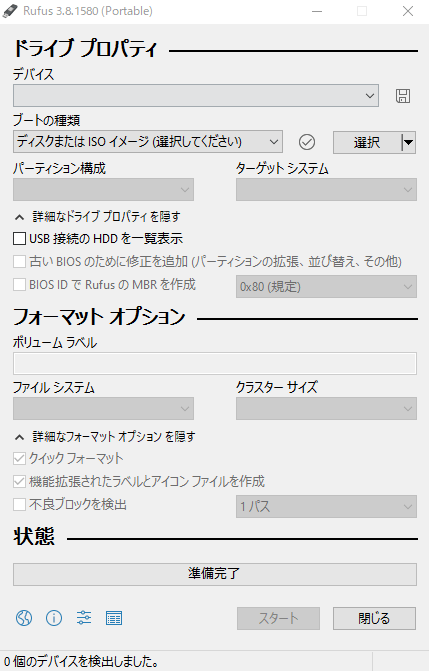 Rufus 3.8.1580 (Portable)
ドライブ プロパティ
デバイス
ブートの種類
ディスクまたは ISO イメージ (選択してください)
選択
パーティション構成
ターゲット システム
詳細なドライブ プロパティを隠す
USB 接続の HDD を一覧表示
古い BIOS のために修正を追加 (パーティションの拡張、並び替え、その他)
BIOS ID で Rufus の MBR を作成
0x80 (規定)
フォーマット オプション
ボリューム ラベル
ファイル システム
クラスター サイズ
詳細なフォーマット オプション を隠す
クイック フォーマット
機能拡張されたラベルとアイコン ファイルを作成
不良ブロックを検出
1 パス
状態
準備完了
スタート
閉じる
0 個のデバイスを検出しました。